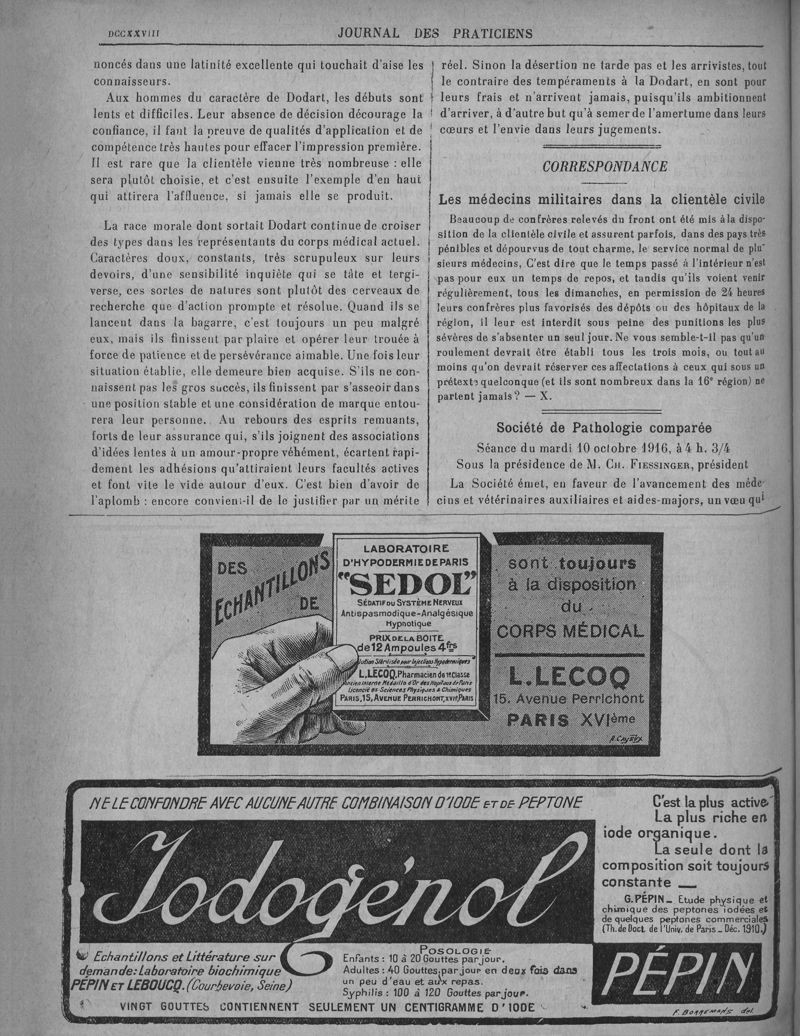 DCCXXVIII
JOURNAL DES PRATICIENS
noncés dans une latinité excellente qui touchait d'aise les
connaisseurs.
Aux hommes du caractère de Dodart, les débuts sont
lents et difficiles. Leur absence de décision décourage la
confiance, il faut la preuve de qualités d'application et de
compétence très hautes pour effacer l'impression première.
Il est rare que la clientèle vienne très nombreuse : elle
sera plutôt choisie, et c'est ensuite l'exemple d'en haut
qui attirera l'affluence, si jamais elle se produit.
La race morale dont sortait Dodart continue de croiser
des types dans les représentants du corps médical actuel.
Caractères doux, constants, très scrupuleux sur leurs
devoirs, d'une sensibilité inquiète qui se tâte et tergi-
verse, ces sortes de natures sont plutôt des cerveaux de
recherche que d'action prompte et résolue. Quand ils se
lancent dans la bagarre, c'est toujours un peu malgré
eux, mais ils finissent par plaire et opérer leur trouée à
force de patience et de persévérance aimable. Une fois leur
situation établie, elle demeure bien acquise. S'ils ne con-
naissent pas les gros succès, ils finissent par s'asseoir dans
une position stable et une considération de marque entou-
rera leur personne. Au rebours des esprits remuants,
forts de leur assurance qui, s'ils joignent des associations
d'idées lentes à un amour-propre véhément, écartent rapi-
dement les adhésions qu'attiraient leurs facultés actives
et font vite le vide autour d'eux. C'est bien d'avoir de
l'aplomb : encore convient-il de le justifier par un mérite
réel. Sinon la désertion ne tarde pas et les arrivistes, tout
le contraire des tempéraments à la Dodart, en sont pour
leurs frais et n'arrivent jamais, puisqu'ils ambitionnent
d'arriver, à d'autre but qu'à semer de l'amertume dans leurs
cœurs et l'envie dans leurs jugements.
CORRESPONDANCE
Les médecins militaires dans la clientèle civile
Beaucoup de confrères relevés du front ont été mis à la dispo-
sition de la clientèle civile et assurent parfois, dans des pays très
pénibles et dépourvus de tout charme, le service normal de plu-
sieurs médecins, C'est dire que le temps passé à l'intérieur n'est
pas pour eux un temps de repos, et tandis qu'ils voient venir
régulièrement, tous les dimanches, en permission de 24 heures
leurs confrères plus favorisés des dépôts ou des hôpitaux de la
région, il leur est interdit sous peine des punitions les plus
sévères de s'absenter un seul jour. Ne vous semble-t-il pas qu'un
roulement devrait être établi tous les trois mois, ou tout au
moins qu'on devrait réserver ces affectations à ceux qui sous un
prétexte quelconque (et ils sont nombreux dans la 16e région) ne
partent jamais ? — X.
Société de Pathologie comparée
Séance du mardi 10 octobre 1916, à 4 h. 3/4
Sous la présidence de M. CH. FIESSINGER, président
La Société émet, en faveur de l'avancement des méde-
cins et vétérinaires auxiliaires et aides-majors, un vœu qui
DES
ECHANTILLONS
DE
LABORATOIRE
D'HYPODERMIE DE PARIS
"SEDOL"
SÉDATIF DU SYSTÈME NERVEUX
Antispasmodique-Analgésique
Hypnotique
PRIX DE LA BOITE
de 12 Ampoules 4frs
Solution Stérilisée pour Injections Hypodermiques
L. LECOQ, Pharmacien de 1re Classe
Ancien Interne Médaille d'Or des Hôpitaux de Paris
Licencié ès-Sciences Physiques & Chimiques
PARIS, 15, AVENUE PERRICHONT, XVIe, PARIS
sont toujours
à la disposition
du
CORPS MÉDICAL
L. LECOQ
15. Avenue Perrichont
PARIS XVIème
NE LE CONFONDRE AVEC AUCUNE AUTRE COMBINAISON D'IODE ET DE PEPTONE
Iodogénol
C'est la plus active
La plus riche en
iode organique.
La seule dont la
composition soit toujours
constante _
G. PÉPIN _ Etude physique et
chimique des peptones iodées et
de quelques peptones commerciales
(Th. de Doct. de l'Univ. de Paris _ Déc. 1910.)
Echantillons et Littérature sur
demande: Laboratoire biochimique
PÉPIN ET LEBOUCQ. (Courbevoie, Seine)
POSOLOGIE
Enfants : 10 à 20 Gouttes par jour.
Adultes : 40 Gouttes, par jour en deux fois dans
un peu d'eau et aux repas.
Syphilis : 100 à 120 Gouttes par jour.
PÉPIN
VINGT GOUTTES CONTIENNENT SEULEMENT UN CENTIGRAMME D'IODE
F. BONNEMANS del.